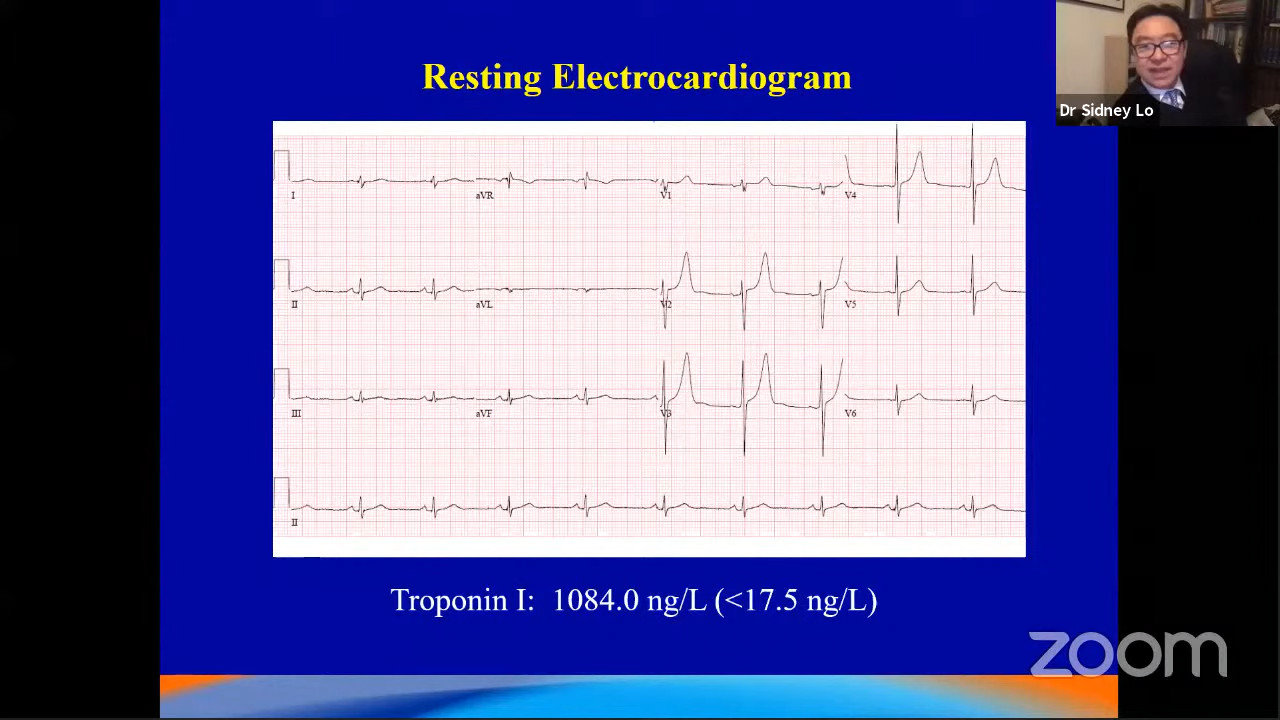 Resting Electrocardiogram
Dr Sidney Lo
I
aVR
V1
V4
II
aVL
V2
V5
III
aVF
V3
V6
II
Troponin I: 1084.0 ng/L (<17.5 ng/L)
zoom